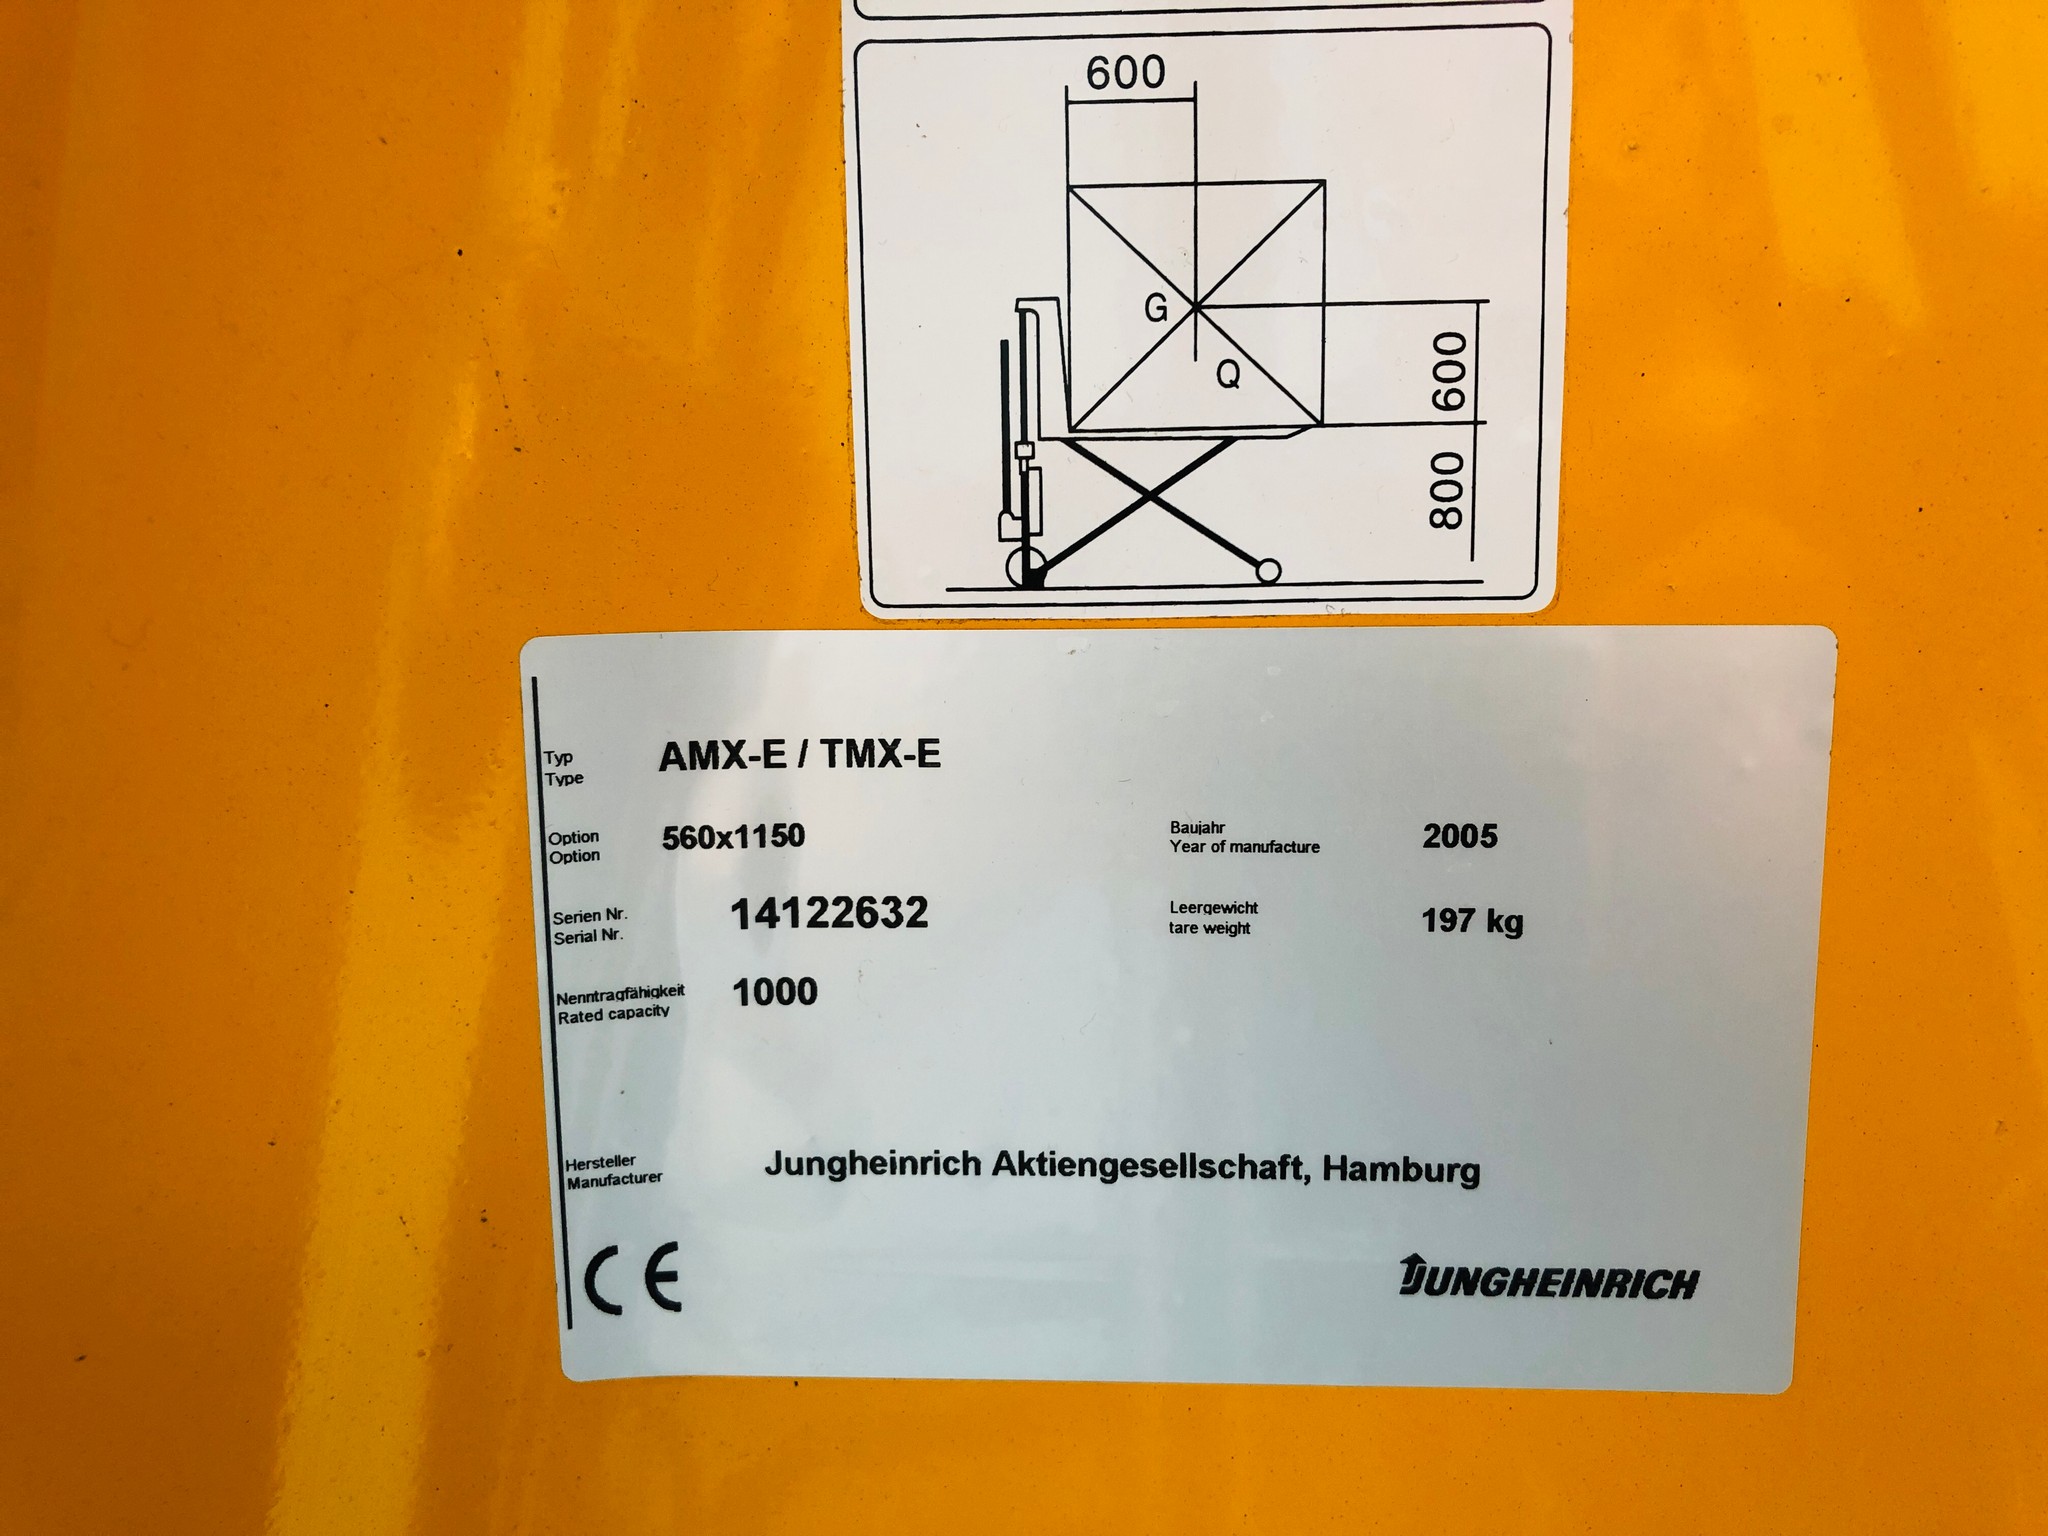 600
G
Q
600
800
Typ
Type
AMX-E / TMX-E
Option
Option
560x1150
Baujahr
Year of manufacture
2005
Serien Nr.
Serial Nr.
14122632
Leergewicht
tare weight
197 kg
Nenntragfähigkeit
Rated capacity
1000
Hersteller
Manufacturer
Jungheinrich Aktiengesellschaft, Hamburg
CE
JUNGHEINRICH